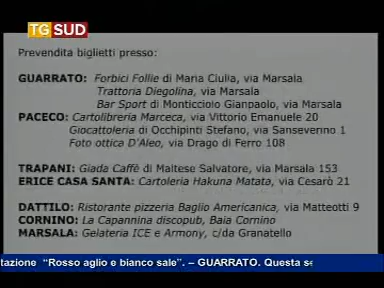 TG SUD
Prevendita biglietti presso:
GUARRATO: Forbici Follie di Maria Ciulla, via Marsala
Trattoria Diegolina, via Marsala
Bar Sport di Monticciolo Gianpaolo, via Marsala
PACECO: Cartolibreria Marceca, via Vittorio Emanuele 20
Giocattoleria di Occhipinti Stefano, via Sanseverino 1
Foto ottica D'Aleo, via Drago di Ferro 108
TRAPANI: Giada Caffè di Maltese Salvatore, via Marsala 153
ERICE CASA SANTA: Cartoleria Hakuna Matata, via Cesarò 21
DATTILO: Ristorante pizzeria Baglio Americanica, via Matteotti 9
CORNINO: La Capannina discopub, Baia Cornino
MARSALA: Gelateria ICE e Armony, c/da Granatello
tazione “Rosso aglio e bianco sale”. – GUARRATO. Questa se